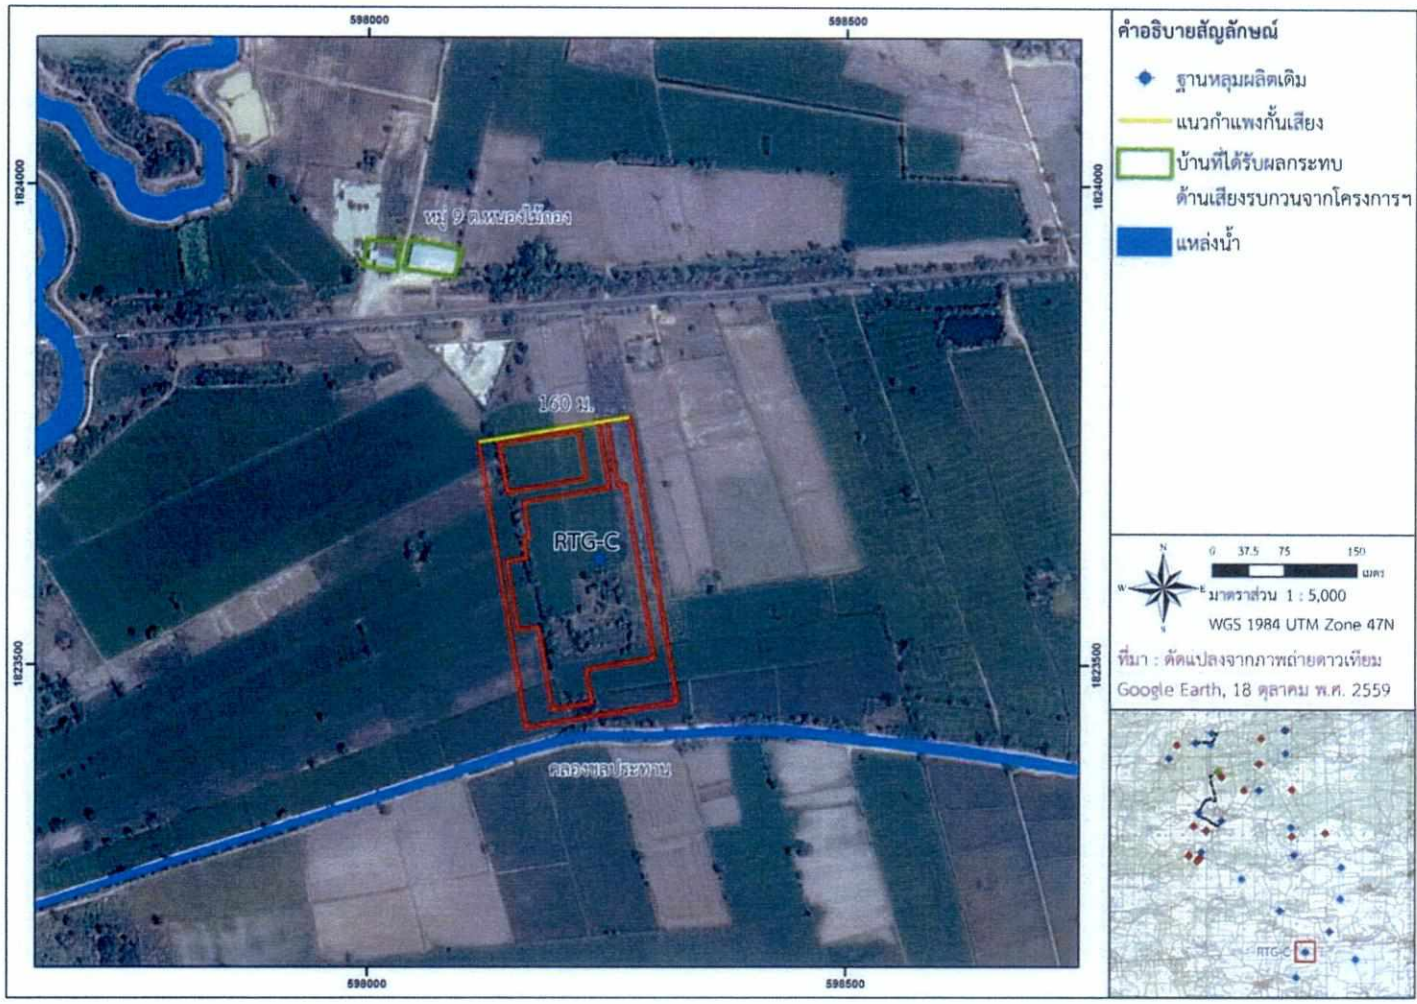 598000
598500
1824000
1824000
หมู่ 9 ต.หนองไม้กอง
160 ม.
RTG-C
1823500
1823500
คลองชลประทาน
598000
598500
คำอธิบายสัญลักษณ์
ฐานหลุมผลิตเดิม
แนวกำแพงกั้นเสียง
บ้านที่ได้รับผลกระทบ
ด้านเสียงรบกวนจากโครงการฯ
แหล่งน้ำ
N
W
E
S
0 37.5 75 150
เมตร
มาตราส่วน 1 : 5,000
WGS 1984 UTM Zone 47N
ที่มา : ดัดแปลงจากภาพถ่ายดาวเทียม
Google Earth, 18 ตุลาคม พ.ศ. 2559
RTG-C